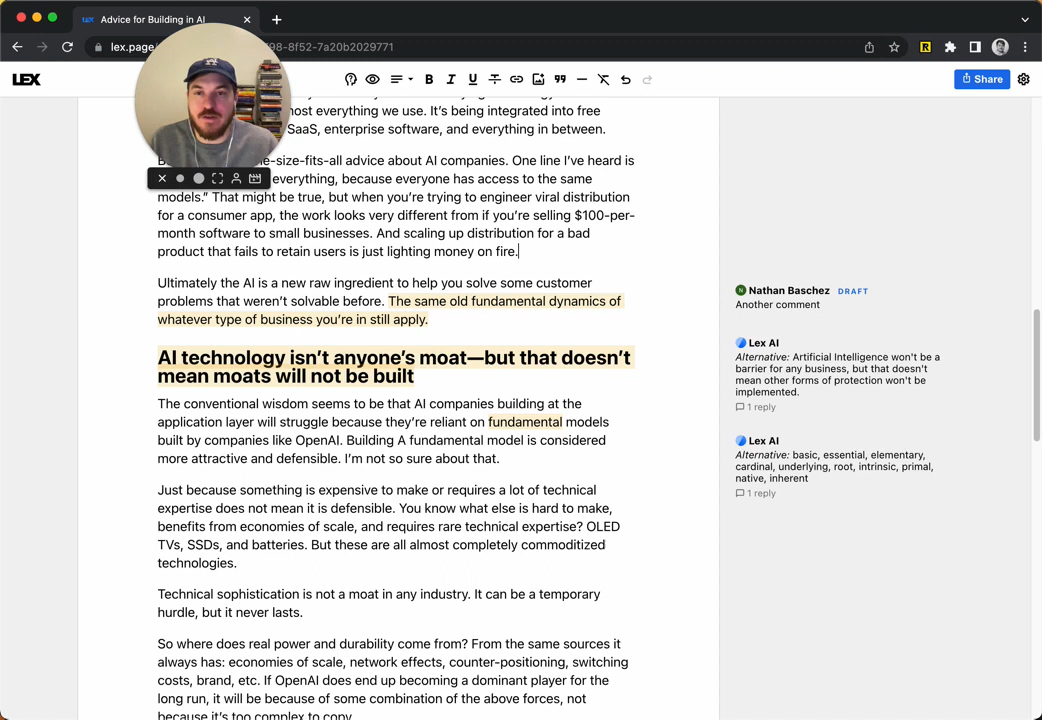 Advice for Building in AI
lex.page/
98-8f52-7a20b2029771
LEX
Share
most everything we use. It’s being integrated into free
SaaS, enterprise software, and everything in between.
e-size-fits-all advice about AI companies. One line I’ve heard is
everything, because everyone has access to the same
models.” That might be true, but when you’re trying to engineer viral distribution
for a consumer app, the work looks very different from if you’re selling $100-per-
month software to small businesses. And scaling up distribution for a bad
product that fails to retain users is just lighting money on fire.
Ultimately the AI is a new raw ingredient to help you solve some customer
problems that weren’t solvable before. The same old fundamental dynamics of
whatever type of business you’re in still apply.
AI technology isn’t anyone’s moat—but that doesn’t
mean moats will not be built
The conventional wisdom seems to be that AI companies building at the
application layer will struggle because they’re reliant on fundamental models
built by companies like OpenAI. Building A fundamental model is considered
more attractive and defensible. I’m not so sure about that.
Just because something is expensive to make or requires a lot of technical
expertise does not mean it is defensible. You know what else is hard to make,
benefits from economies of scale, and requires rare technical expertise? OLED
TVs, SSDs, and batteries. But these are all almost completely commoditized
technologies.
Technical sophistication is not a moat in any industry. It can be a temporary
hurdle, but it never lasts.
So where does real power and durability come from? From the same sources it
always has: economies of scale, network effects, counter-positioning, switching
costs, brand, etc. If OpenAI does end up becoming a dominant player for the
long run, it will be because of some combination of the above forces, not
because it’s too complex to copy.
N Nathan Baschez DRAFT
Another comment
Lex AI
Alternative: Artificial Intelligence won't be a
barrier for any business, but that doesn't
mean other forms of protection won't be
implemented.
1 reply
Lex AI
Alternative: basic, essential, elementary,
cardinal, underlying, root, intrinsic, primal,
native, inherent
1 reply